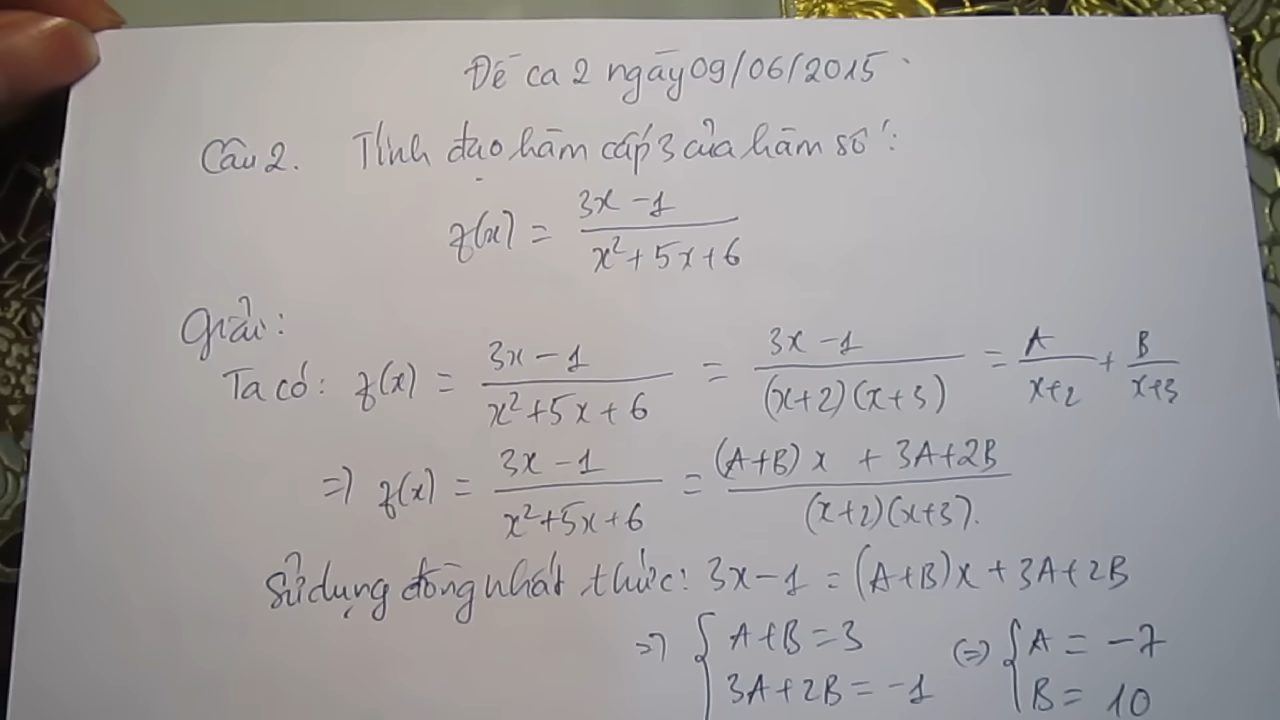 Đề ca 2 ngày 09/06/2015
Câu 2. Tính đạo hàm cấp 3 của hàm số:
f(x) = (3x - 1)/(x² + 5x + 6)
Giải:
Ta có: f(x) = (3x - 1)/(x² + 5x + 6) = (3x - 1)/((x+2)(x+3)) = A/(x+2) + B/(x+3)
=> f(x) = (3x - 1)/(x² + 5x + 6) = ((A+B)x + 3A+2B)/((x+2)(x+3)).
Sử dụng đồng nhất thức: 3x - 1 = (A+B)x + 3A+2B
=> { A+B = 3 (=) { A = -7
3A+2B = -1 B = 10